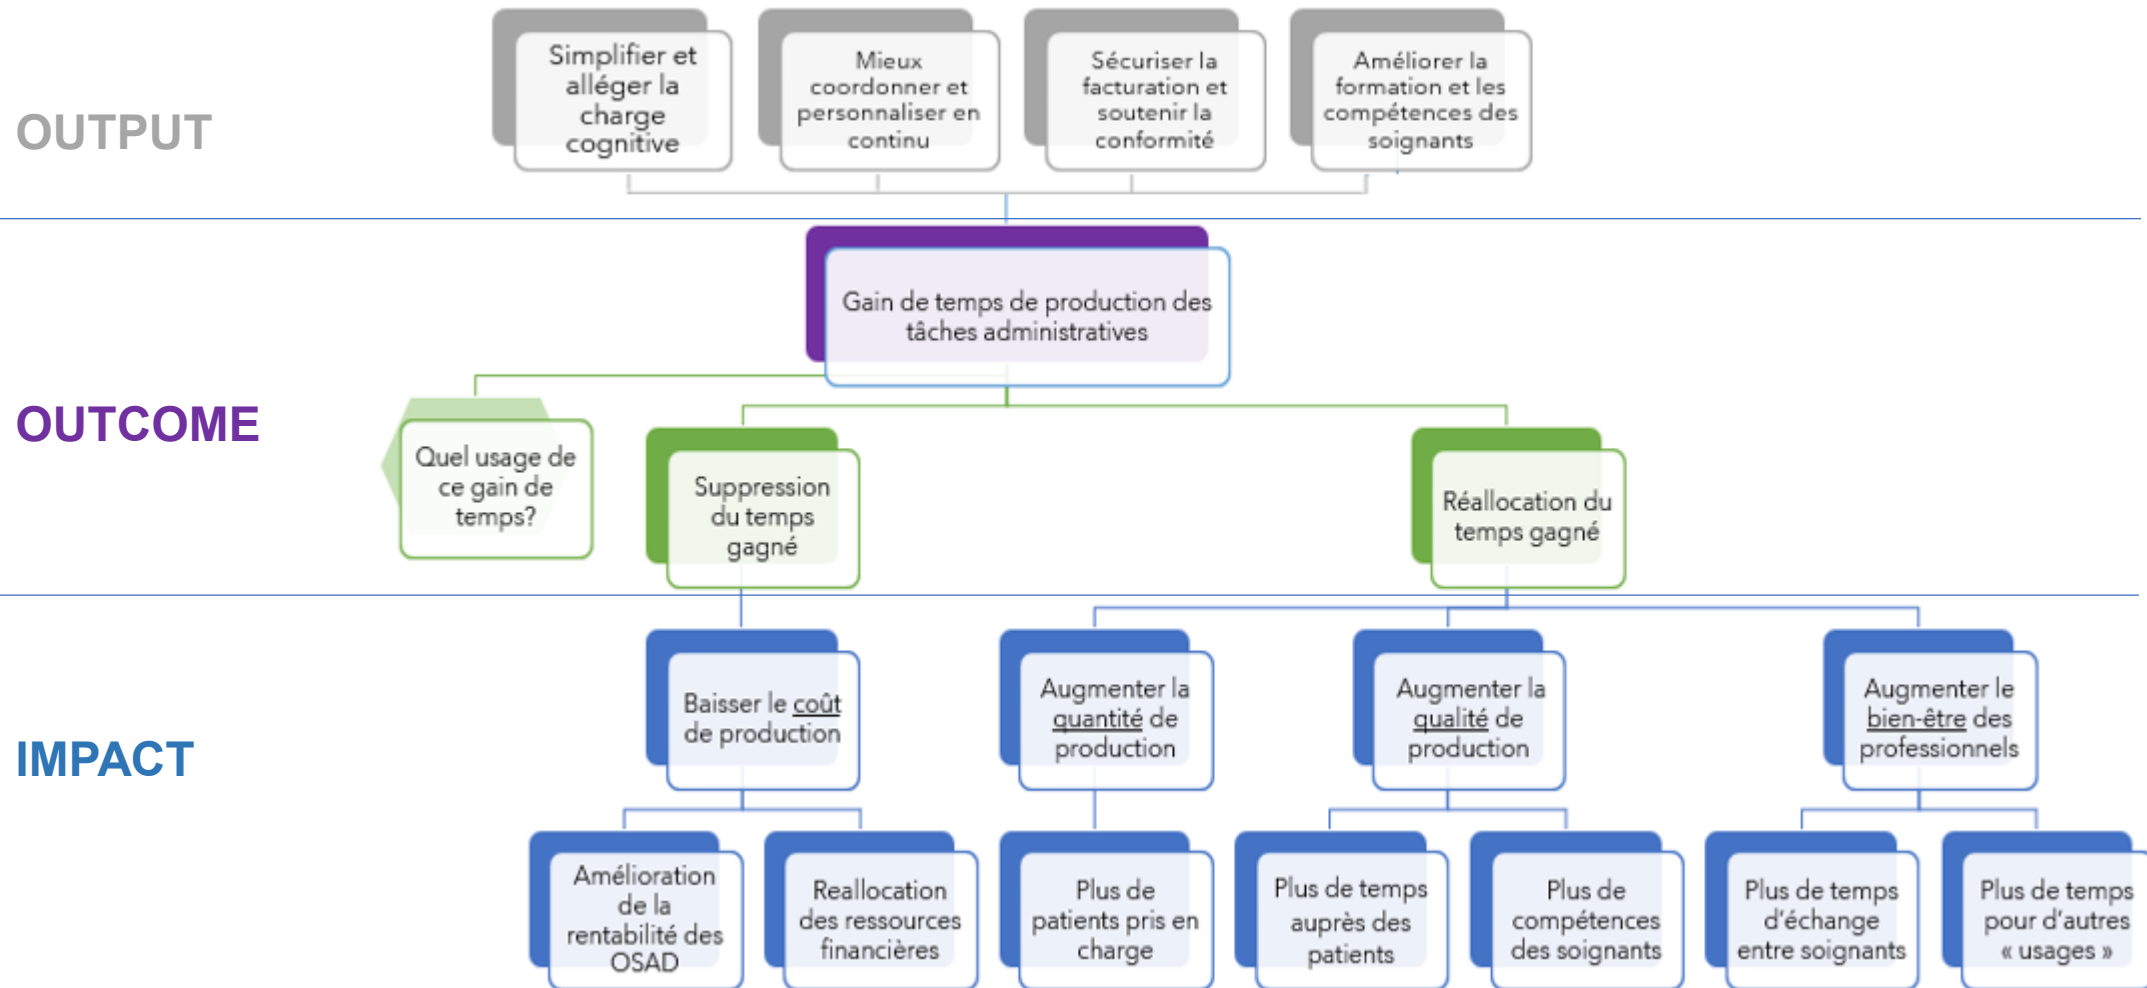 OUTPUT
Simplifier et
alléger la
charge
cognitive
Mieux
coordonner et
personnaliser en
continu
Sécuriser la
facturation et
soutenir la
conformité
Améliorer la
formation et les
compétences des
soignants
OUTCOME
Gain de temps de production des
tâches administratives
Quel usage de
ce gain de
temps?
Suppression
du temps
gagné
Réallocation du
temps gagné
IMPACT
Baisser le coût
de production
Augmenter la
quantité de
production
Augmenter la
qualité de
production
Augmenter le
bien-être des
professionnels
Amélioration
de la
rentabilité des
OSAD
Reallocation
des ressources
financières
Plus de
patients pris en
charge
Plus de temps
auprès des
patients
Plus de
compétences
des soignants
Plus de temps
d'échange
entre soignants
Plus de temps
pour d'autres
« usages »